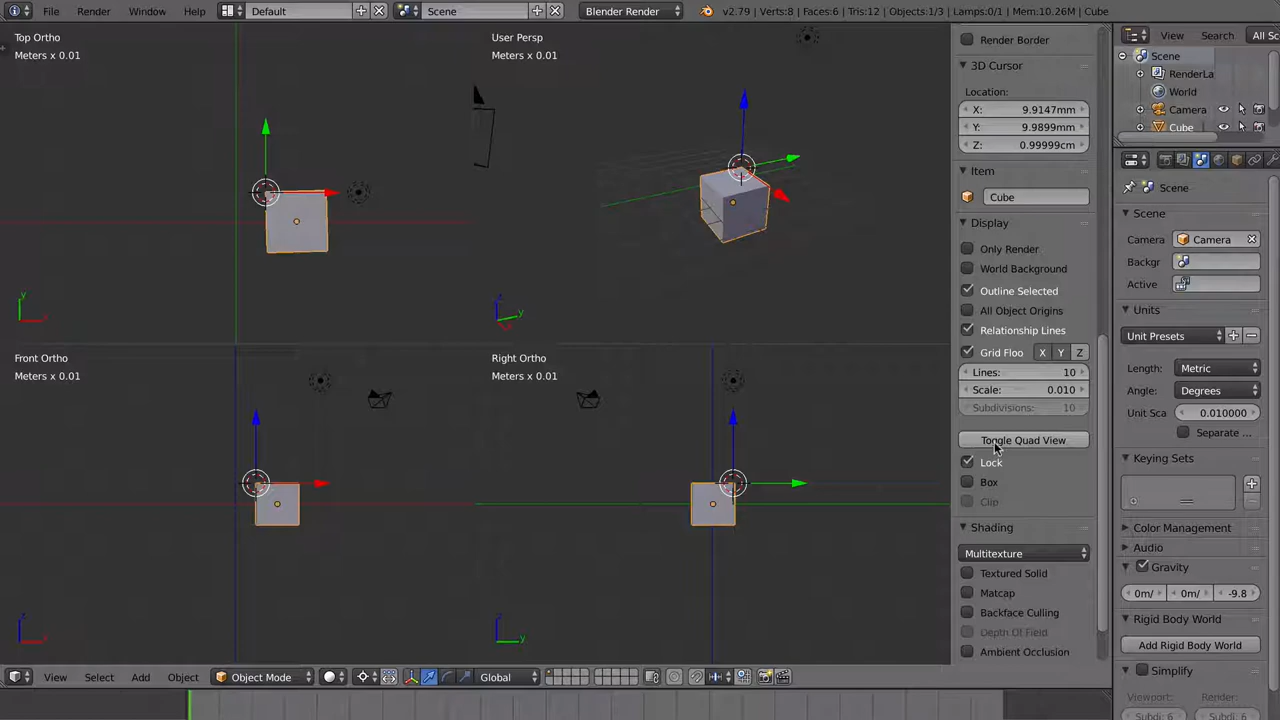 File Render Window Help Default Scene Blender Render v2.79 | Verts:8 | Faces:6 | Tris:12 | Objects:1/3 | Lamps:0/1 | Mem:10.26M | Cube
Top Ortho
Meters x 0.01
User Persp
Meters x 0.01
Front Ortho
Meters x 0.01
Right Ortho
Meters x 0.01
y
z
y
z
z
y
Render Border
3D Cursor
Location:
X: 9.9147mm
Y: 9.9899mm
Z: 0.99999cm
Item
Cube
Display
Only Render
World Background
Outline Selected
All Object Origins
Relationship Lines
Grid Floo X Y Z
Lines: 10
Scale: 0.010
Subdivisions: 10
Toggle Quad View
Lock
Box
Clip
Shading
Multitexture
Textured Solid
Matcap
Backface Culling
Depth Of Field
Ambient Occlusion
View Search All Sc
Scene
RenderLa
World
Camera
Cube
Scene
Scene
Camera Camera
Backgr
Active
Units
Unit Presets
Length: Metric
Angle: Degrees
Unit Sca 0.010000
Separate ...
Keying Sets
Color Management
Audio
Gravity
0m/ 0m/ -9.8
Rigid Body World
Add Rigid Body World
Simplify
Viewport: Render:
Subdi: 6 Subdi: 6
View Select Add Object Object Mode Global